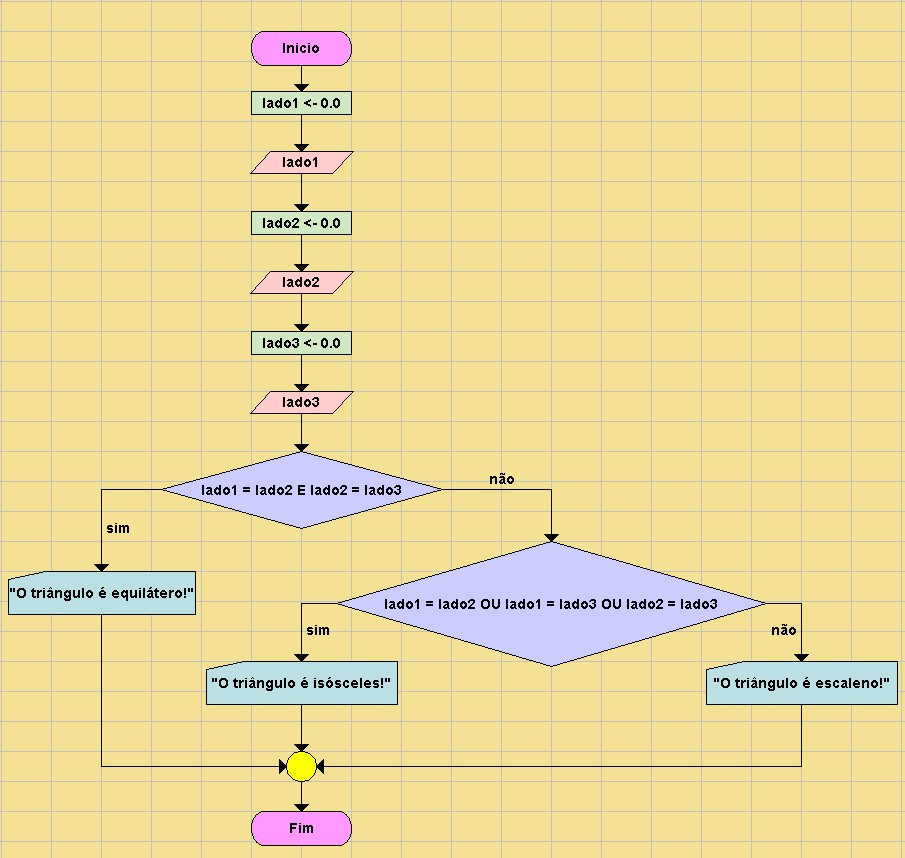 Inicio
lado1 <- 0.0
lado1
lado2 <- 0.0
lado2
lado3 <- 0.0
lado3
lado1 = lado2 E lado2 = lado3
não
sim
"O triângulo é equilátero!"
lado1 = lado2 OU lado1 = lado3 OU lado2 = lado3
sim
não
"O triângulo é isósceles!"
"O triângulo é escaleno!"
Fim